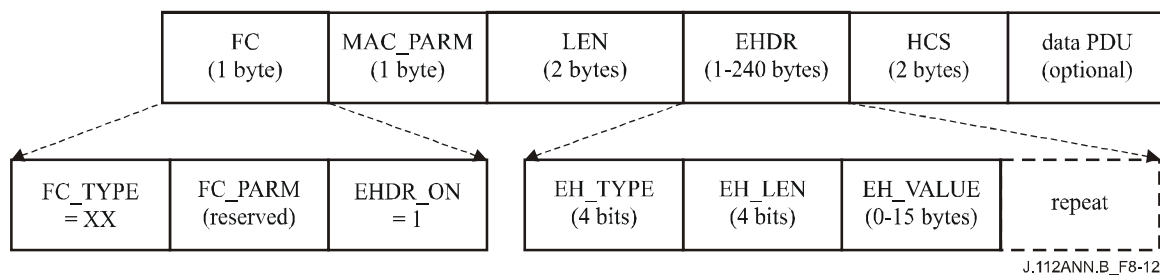 FC
(1 byte)
MAC_PARM
(1 byte)
LEN
(2 bytes)
EHDR
(1-240 bytes)
HCS
(2 bytes)
data PDU
(optional)
FC_TYPE
= XX
FC_PARM
(reserved)
EHDR_ON
= 1
EH_TYPE
(4 bits)
EH_LEN
(4 bits)
EH_VALUE
(0-15 bytes)
repeat
J.112ANN.B_F8-12